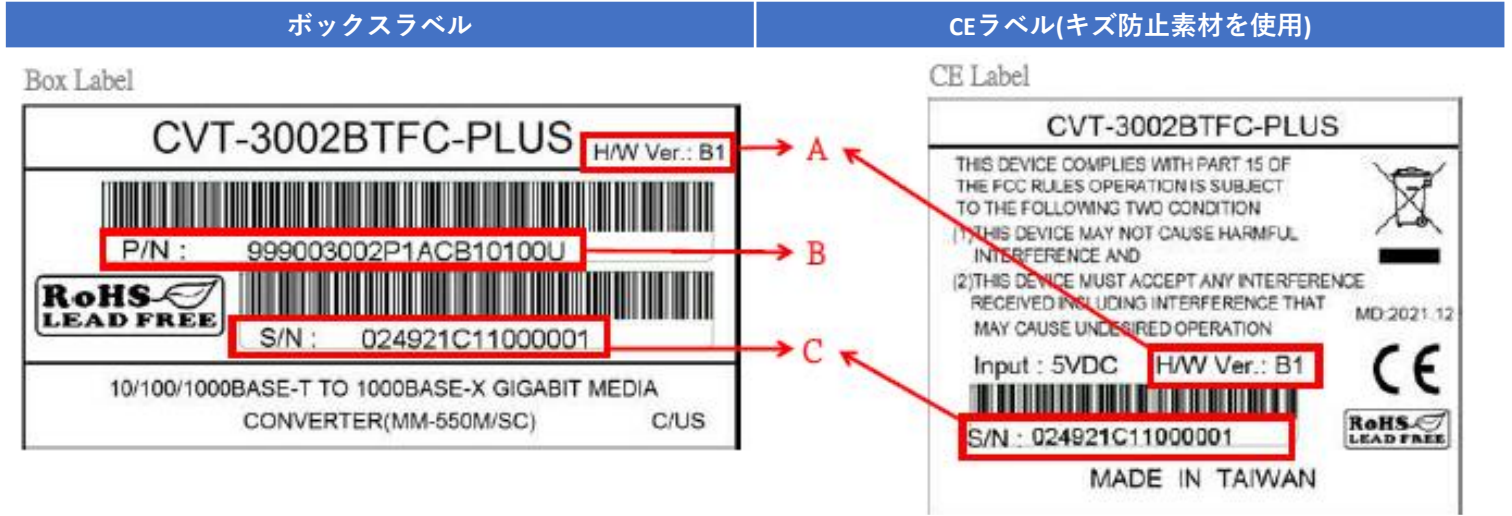 ボックスラベル
CEラベル(キズ防止素材を使用)
Box Label
CVT-3002BTFC-PLUS
H/W Ver.: B1
P/N : 999003002P1ACB10100U
RoHS
LEAD FREE
S/N : 024921C11000001
10/100/1000BASE-T TO 1000BASE-X GIGABIT MEDIA
CONVERTER(MM-550M/SC) C/US
A
B
C
CE Label
CVT-3002BTFC-PLUS
THIS DEVICE COMPLIES WITH PART 15 OF
THE FCC RULES OPERATION IS SUBJECT
TO THE FOLLOWING TWO CONDITION
(1)THIS DEVICE MAY NOT CAUSE HARMFUL
INTERFERENCE AND
(2)THIS DEVICE MUST ACCEPT ANY INTERFERENCE
RECEIVED INCLUDING INTERFERENCE THAT
MAY CAUSE UNDESIRED OPERATION
MD:2021.12
Input : 5VDC H/W Ver.: B1
CE
S/N : 024921C11000001
RoHS
LEAD FREE
MADE IN TAIWAN